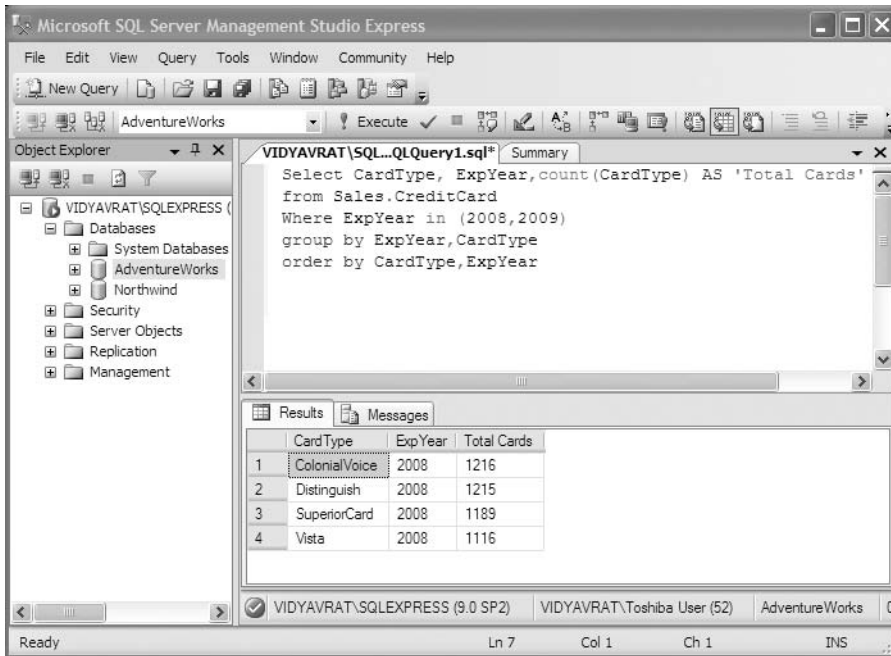 Microsoft SQL Server Management Studio Express
File Edit View Query Tools Window Community Help
New Query
AdventureWorks Execute
Object Explorer
VIDYAVRAT\SQL...QLQuery1.sql* Summary
VIDYAVRAT\SQLEXPRESS (
Databases
System Databases
AdventureWorks
Northwind
Security
Server Objects
Replication
Management
Select CardType, ExpYear,count(CardType) AS 'Total Cards'
from Sales.CreditCard
Where ExpYear in (2008,2009)
group by ExpYear,CardType
order by CardType,ExpYear
Results Messages
CardType ExpYear Total Cards
1 ColonialVoice 2008 1216
2 Distinguish 2008 1215
3 SuperiorCard 2008 1189
4 Vista 2008 1116
VIDYAVRAT\SQLEXPRESS (9.0 SP2) VIDYAVRAT\Toshiba User (52) AdventureWorks
Ready Ln 7 Col 1 Ch 1 INS